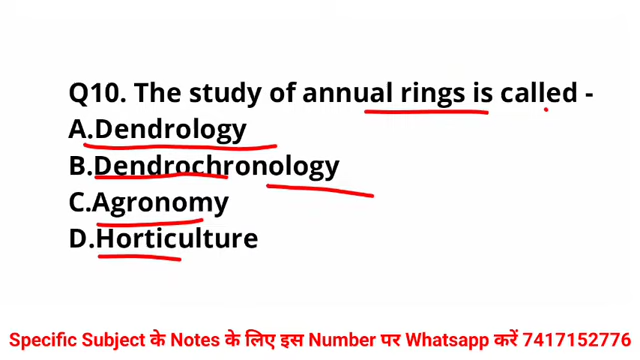 Q10. The study of annual rings is called -
A.Dendrology
B.Dendrochronology
C.Agronomy
D.Horticulture
Specific Subject के Notes के लिए इस Number पर Whatsapp करें 7417152776